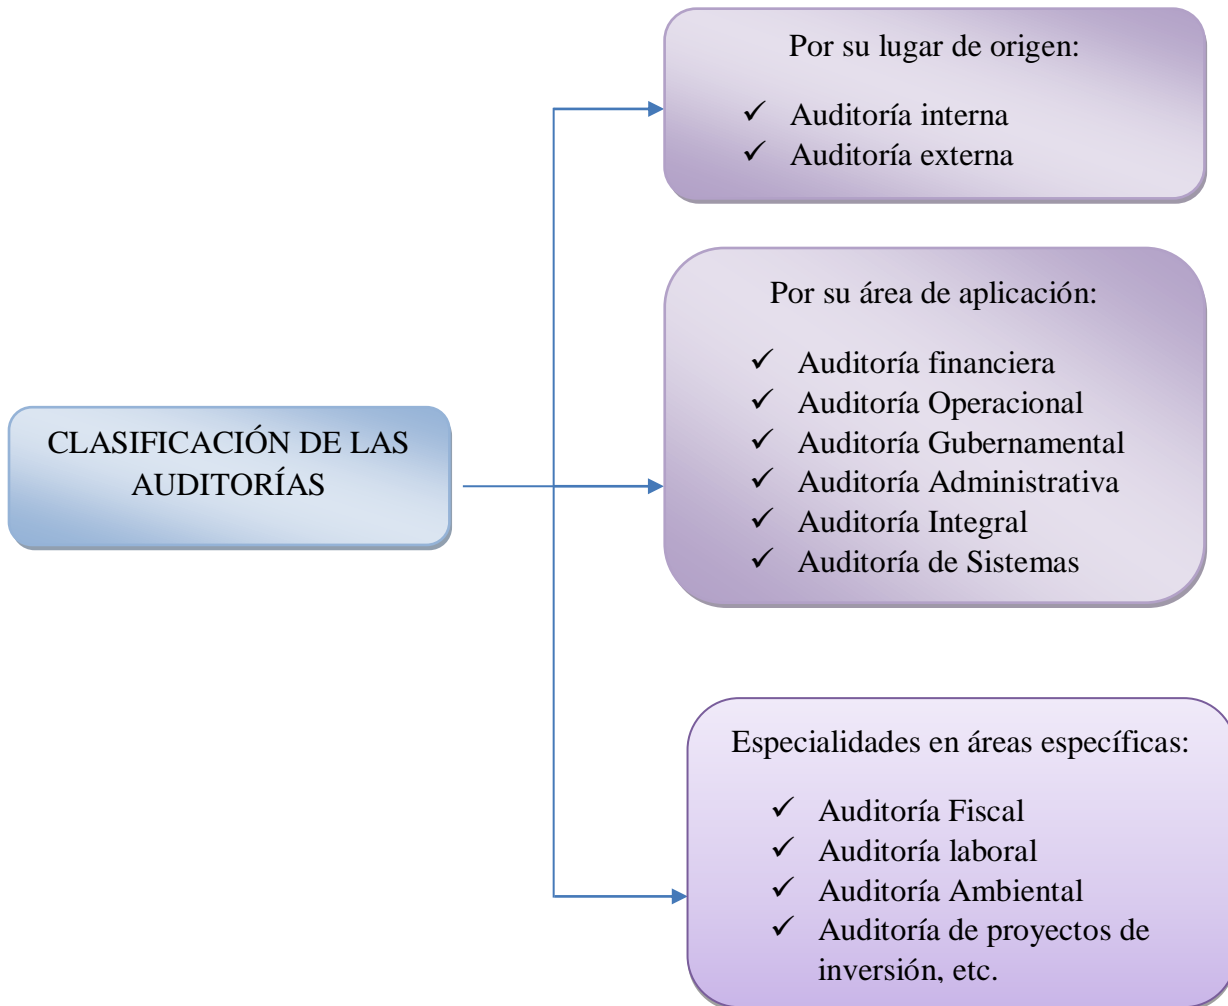 Por su lugar de origen:
✓ Auditoría interna
✓ Auditoría externa
Por su área de aplicación:
✓ Auditoría financiera
✓ Auditoría Operacional
✓ Auditoría Gubernamental
✓ Auditoría Administrativa
✓ Auditoría Integral
✓ Auditoría de Sistemas
CLASIFICACIÓN DE LAS
AUDITORÍAS
Especialidades en áreas específicas:
✓ Auditoría Fiscal
✓ Auditoría laboral
✓ Auditoría Ambiental
✓ Auditoría de proyectos de
inversión, etc.